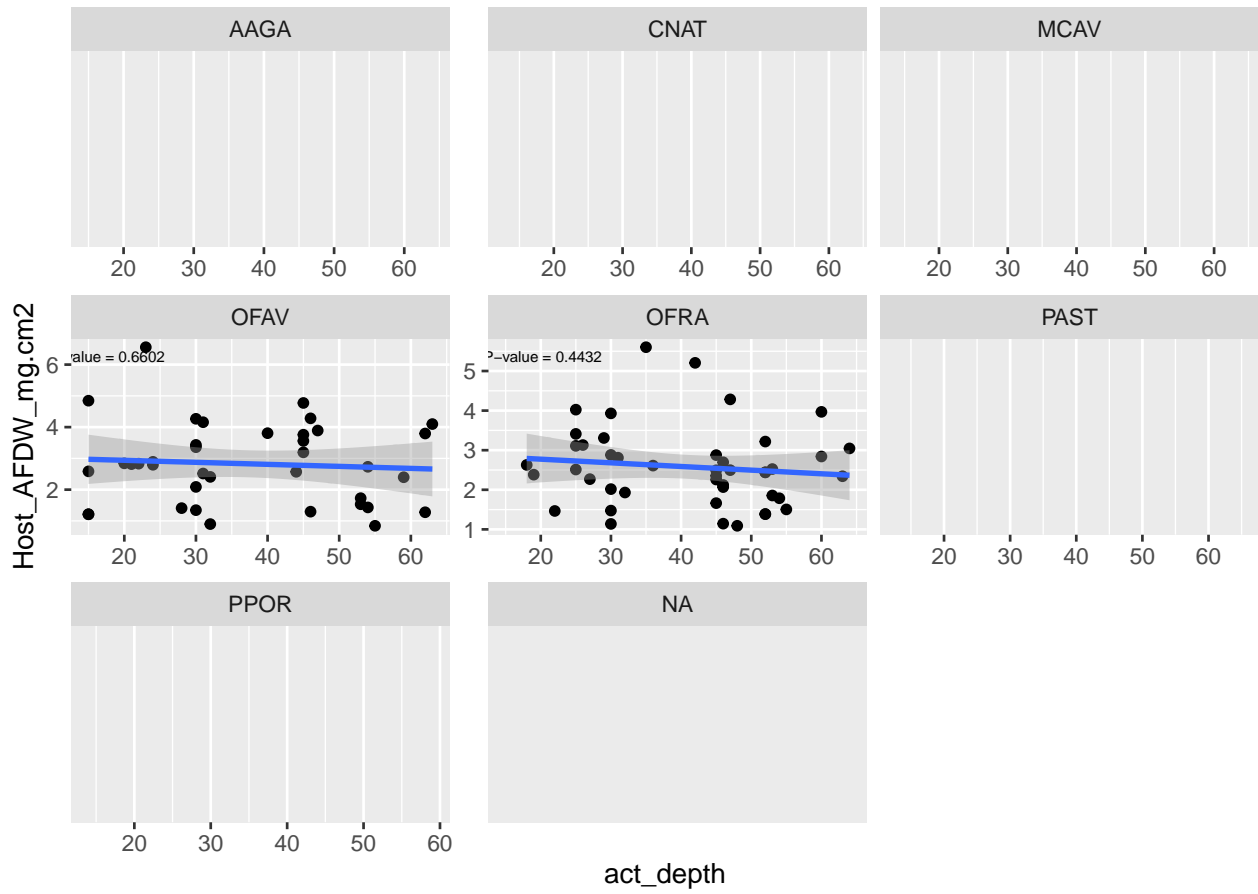 AAGA CNAT MCAV
20 30 40 50 60 20 30 40 50 60 20 30 40 50 60
OFAV OFRA PAST
value = 0.6602 P−value = 0.4432
6 5
4 4
3
2 2
1
20 30 40 50 60 20 30 40 50 60 20 30 40 50 60
Host_AFDW_mg.cm2
PPOR NA
20 30 40 50 60
act_depth